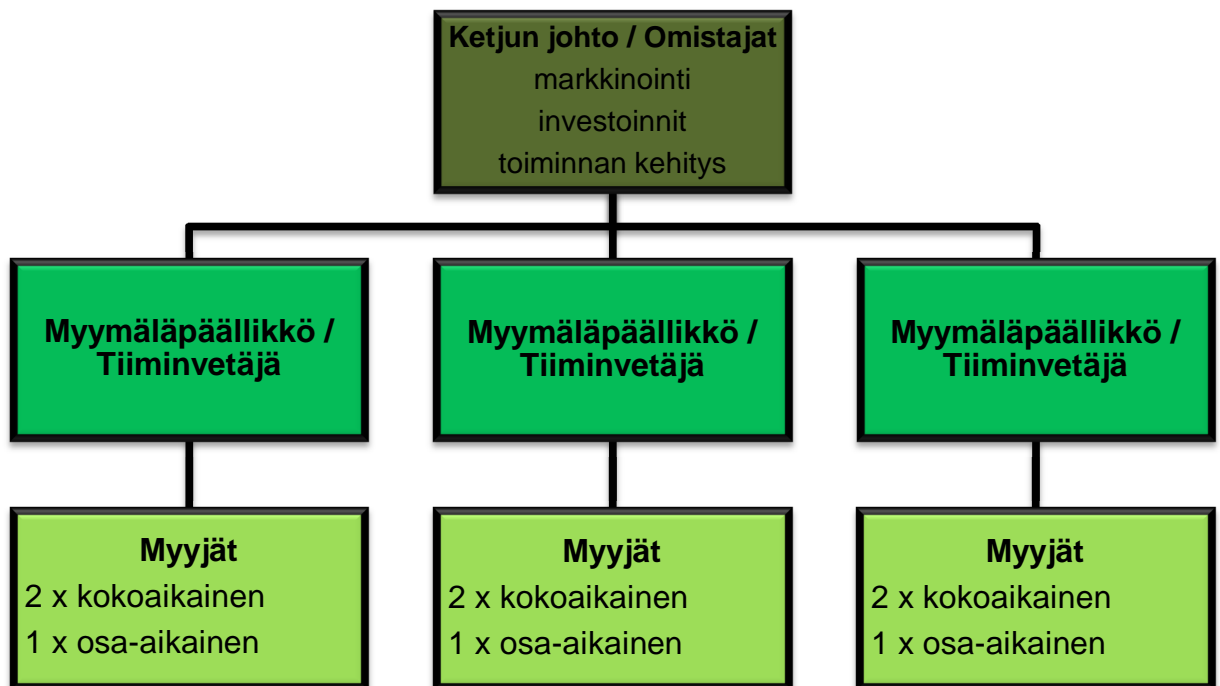 Ketjun johto / Omistajat
markkinointi
investoinnit
toiminnan kehitys
Myymäläpäällikkö /
Tiiminvetäjä
Myymäläpäällikkö /
Tiiminvetäjä
Myymäläpäällikkö /
Tiiminvetäjä
Myyjät
2 x kokoaikainen
1 x osa-aikainen
Myyjät
2 x kokoaikainen
1 x osa-aikainen
Myyjät
2 x kokoaikainen
1 x osa-aikainen